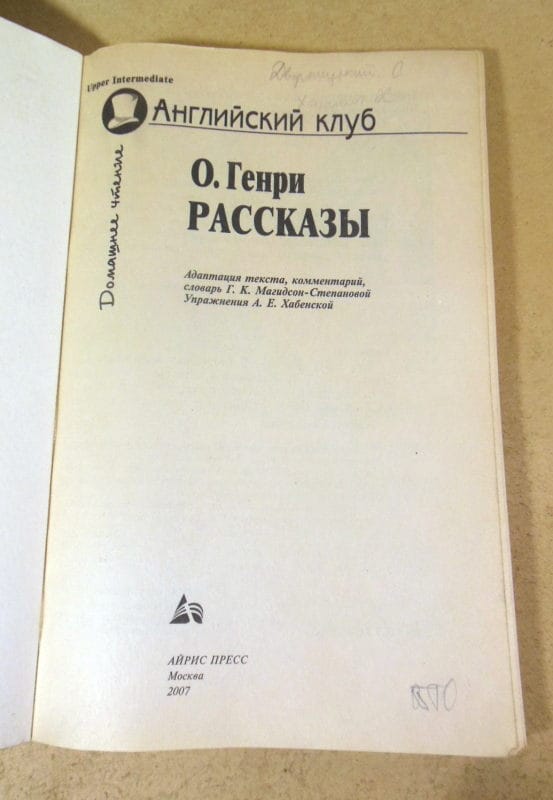 Upper Intermediate
Английский клуб
Домашнее чтение
О. Генри
РАССКАЗЫ
Адаптация текста, комментарий,
словарь Г. К. Магидсон-Степановой
Упражнения А. Е. Хабенской
АЙРИС ПРЕСС
Москва
2007